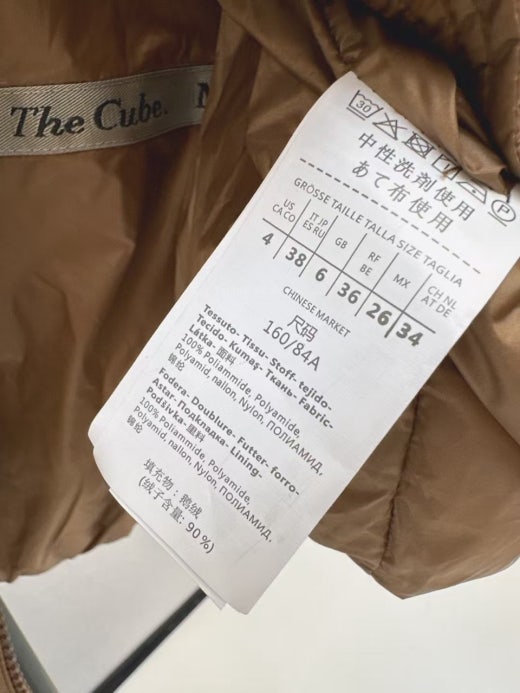 The Cube.
30
P
中性洗剤使用
あて布使用
GRÖSSE TAILLE TALLA SIZE TAGLIA
US CA CO
IT JP ES RU
GB
RF BE
MX
CH NL AT DE
4 38 6 36 26 34
CHINESE MARKET
尺码
160/84A
Tessuto- Tissu- Stoff- tejido-
Tecido- Kumaş- Ткань- Fabric-
Látka- 面料
100% Poliammide, Polyamide,
Polyamid, nailon, Nylon, ПОЛИАМИД,
锦纶
Fodera- Doublure- Futter- forro-
Astar- Подкладка- Lining-
Podšívka- 里料
100% Poliammide, Polyamide,
Polyamid, nailon, Nylon, ПОЛИАМИД,
锦纶
填充物: 鹅绒
(绒子含量: 90%)